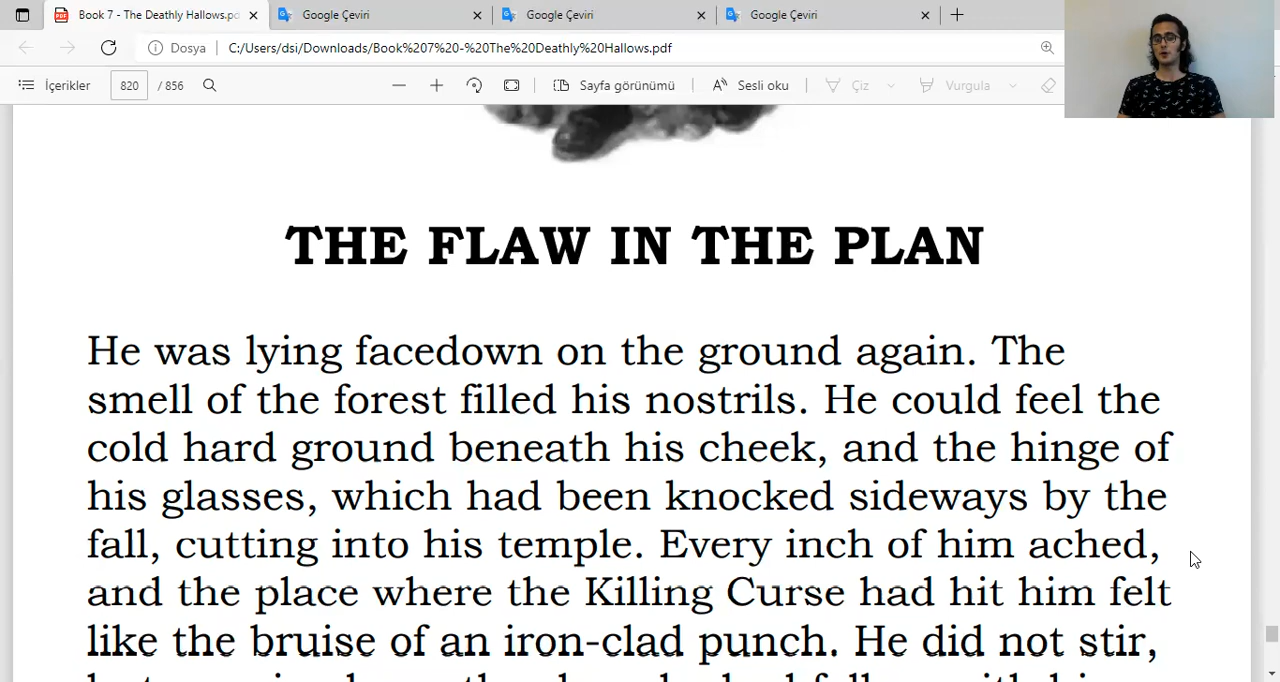 Book 7 - The Deathly Hallows.pd
Google Çeviri
Google Çeviri
Google Çeviri
Dosya
C:/Users/dsi/Downloads/Book%207%20-%20The%20Deathly%20Hallows.pdf
İçerikler
820
/ 856
Sayfa görünümü
Sesli oku
Çiz
Vurgula
THE FLAW IN THE PLAN
He was lying facedown on the ground again. The
smell of the forest filled his nostrils. He could feel the
cold hard ground beneath his cheek, and the hinge of
his glasses, which had been knocked sideways by the
fall, cutting into his temple. Every inch of him ached,
and the place where the Killing Curse had hit him felt
like the bruise of an iron-clad punch. He did not stir,